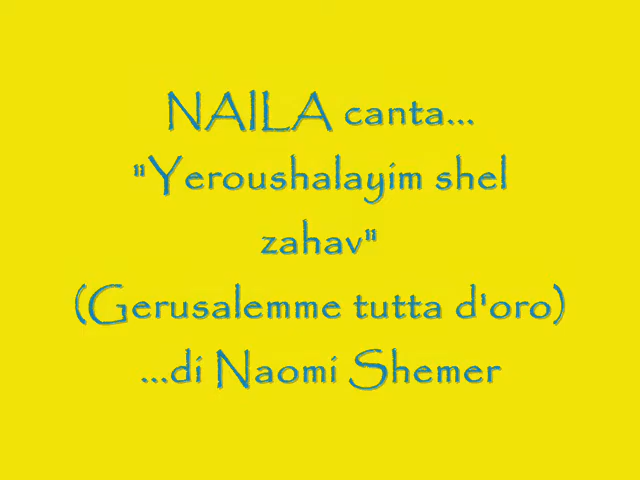 NAILA canta...
"Yeroushalayim shel
zahav"
(Gerusalemme tutta d'oro)
...di Naomi Shemer